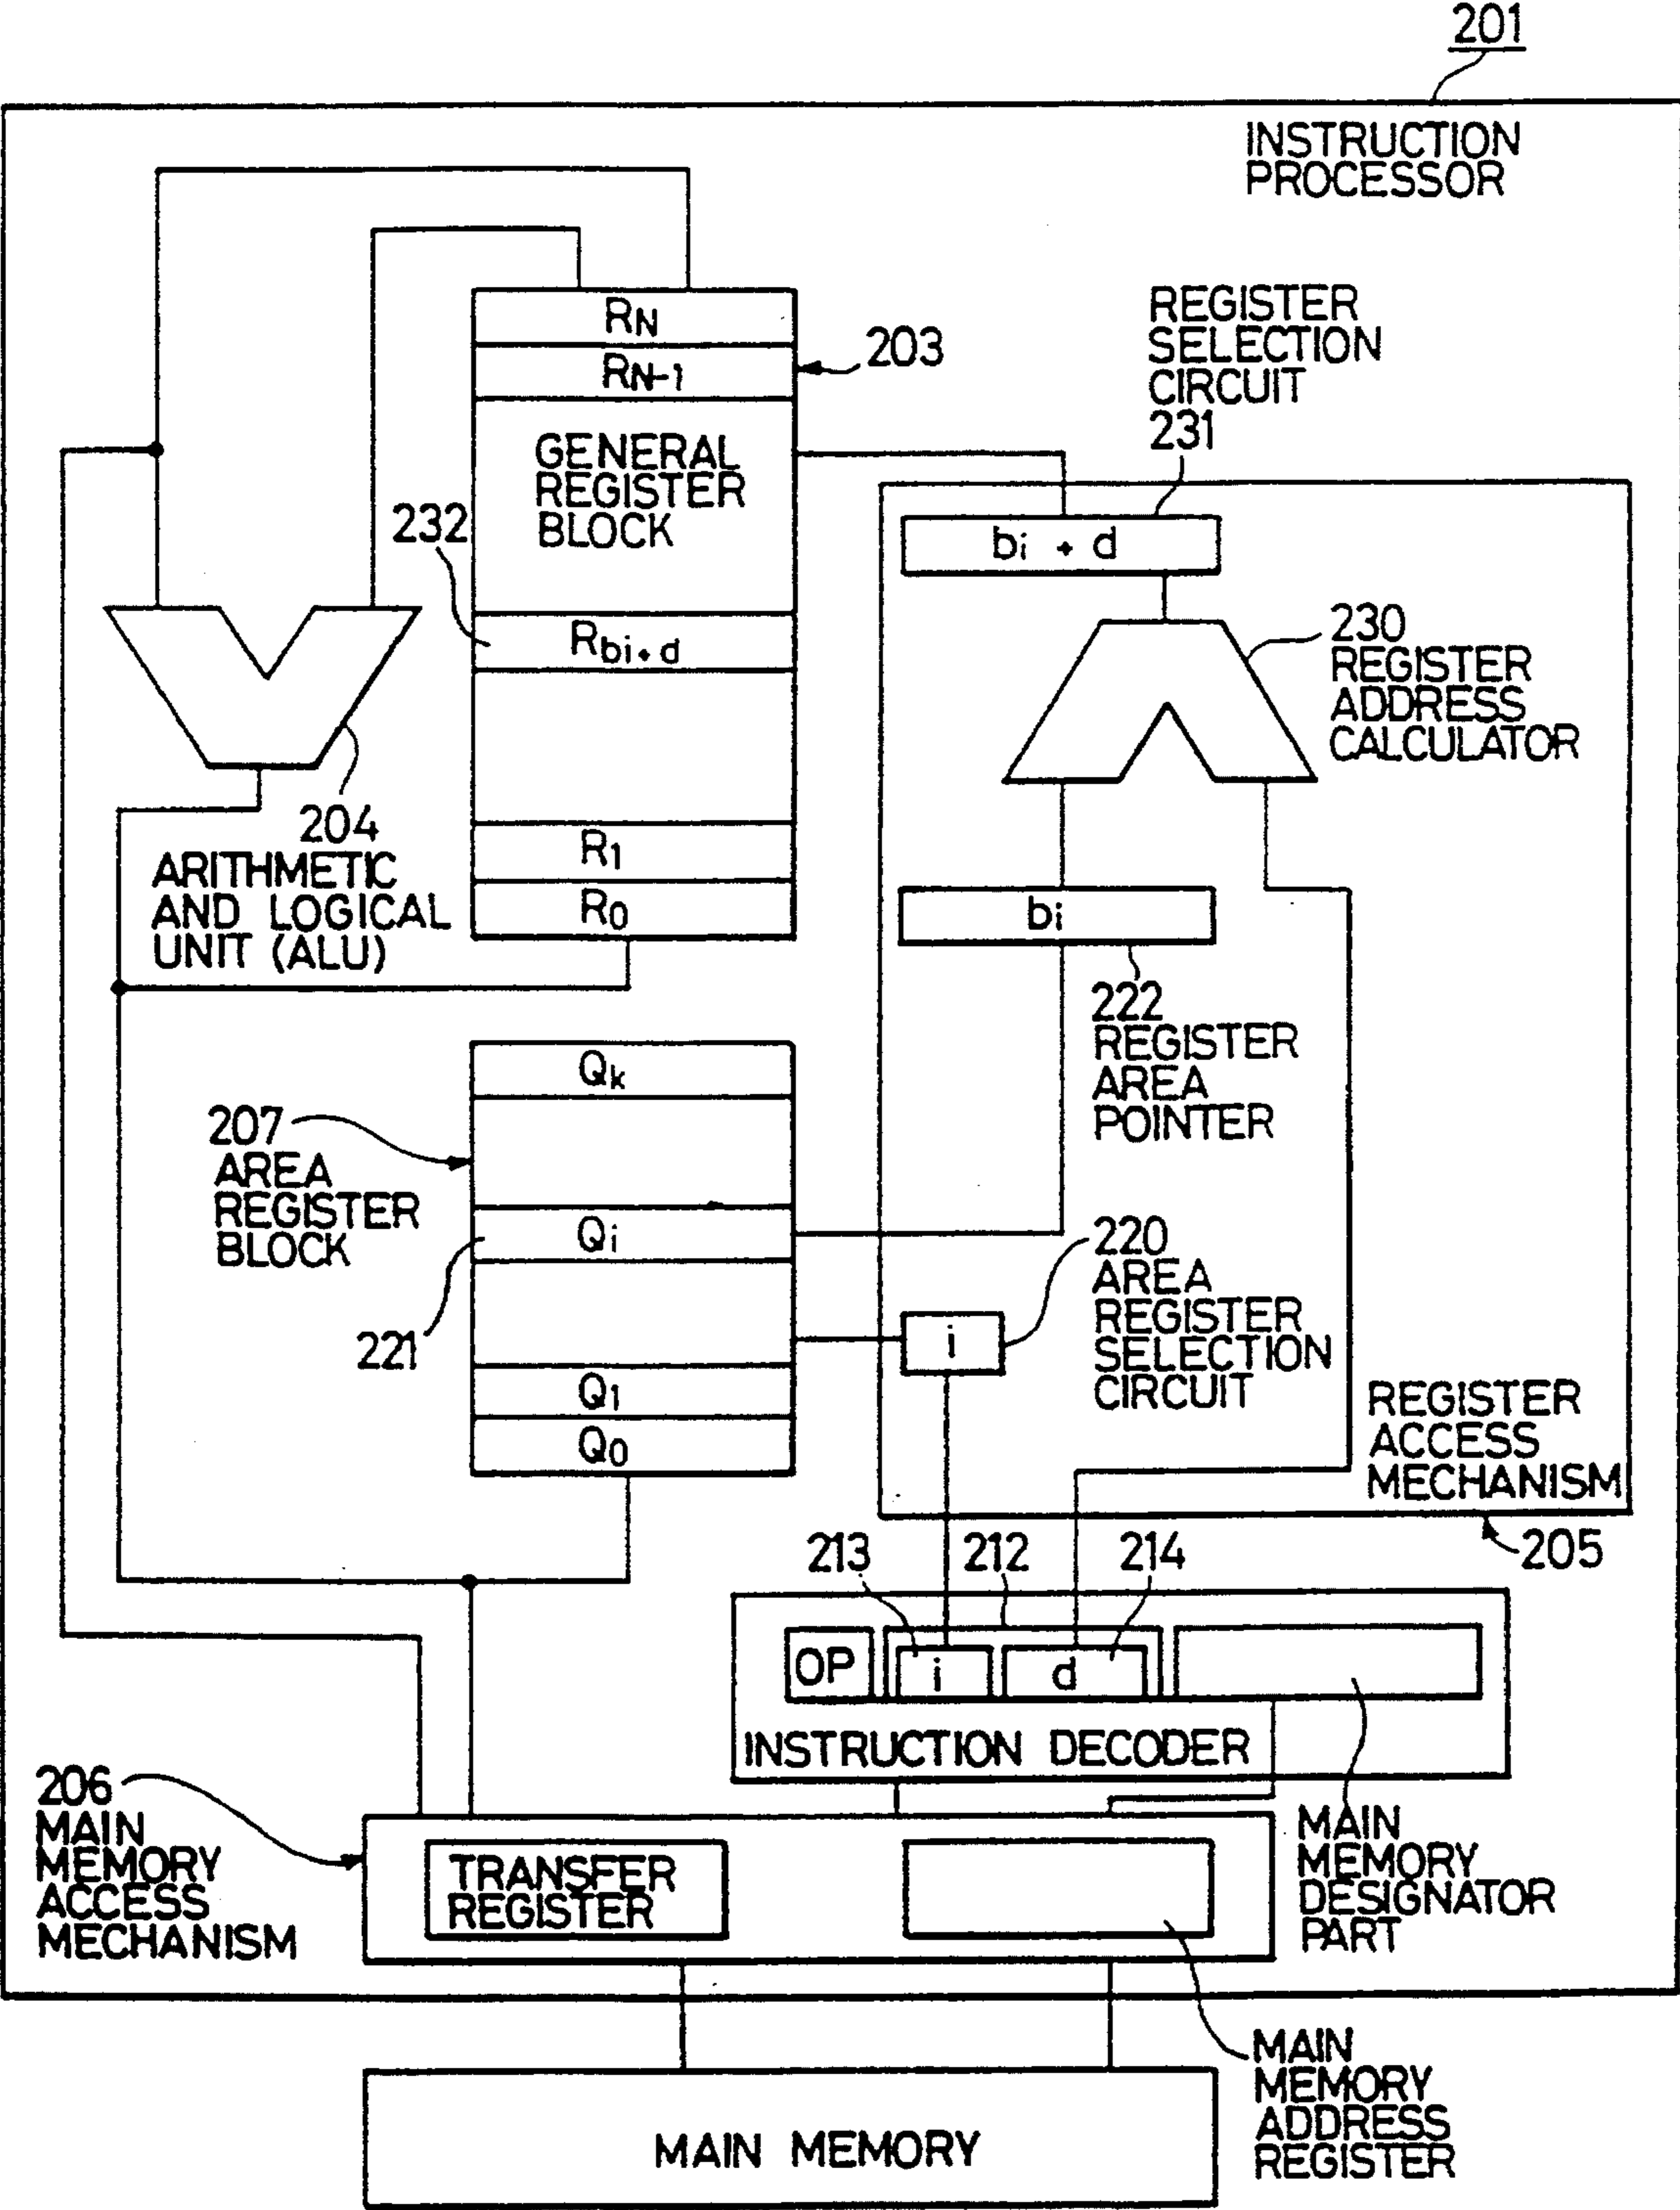 201
INSTRUCTION
PROCESSOR
RN
RN-1
203
GENERAL
REGISTER
BLOCK
232
Rbi+d
R1
R0
REGISTER
SELECTION
CIRCUIT
231
bi + d
230
REGISTER
ADDRESS
CALCULATOR
204
ARITHMETIC
AND LOGICAL
UNIT (ALU)
bi
222
REGISTER
AREA
POINTER
Qk
207
AREA
REGISTER
BLOCK
Qi
221
Q1
Q0
220
AREA
REGISTER
SELECTION
CIRCUIT
i
REGISTER
ACCESS
MECHANISM
205
213
212
214
OP
i
d
INSTRUCTION DECODER
206
MAIN
MEMORY
ACCESS
MECHANISM
TRANSFER
REGISTER
MAIN
MEMORY
DESIGNATOR
PART
MAIN
MEMORY
ADDRESS
REGISTER
MAIN MEMORY